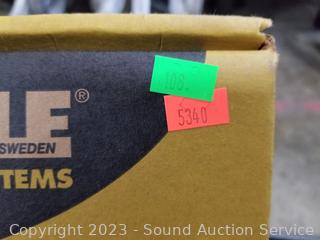 108.
5340
LE®
SWEDEN
TEMS
Copyright 2023 - Sound Auction Service